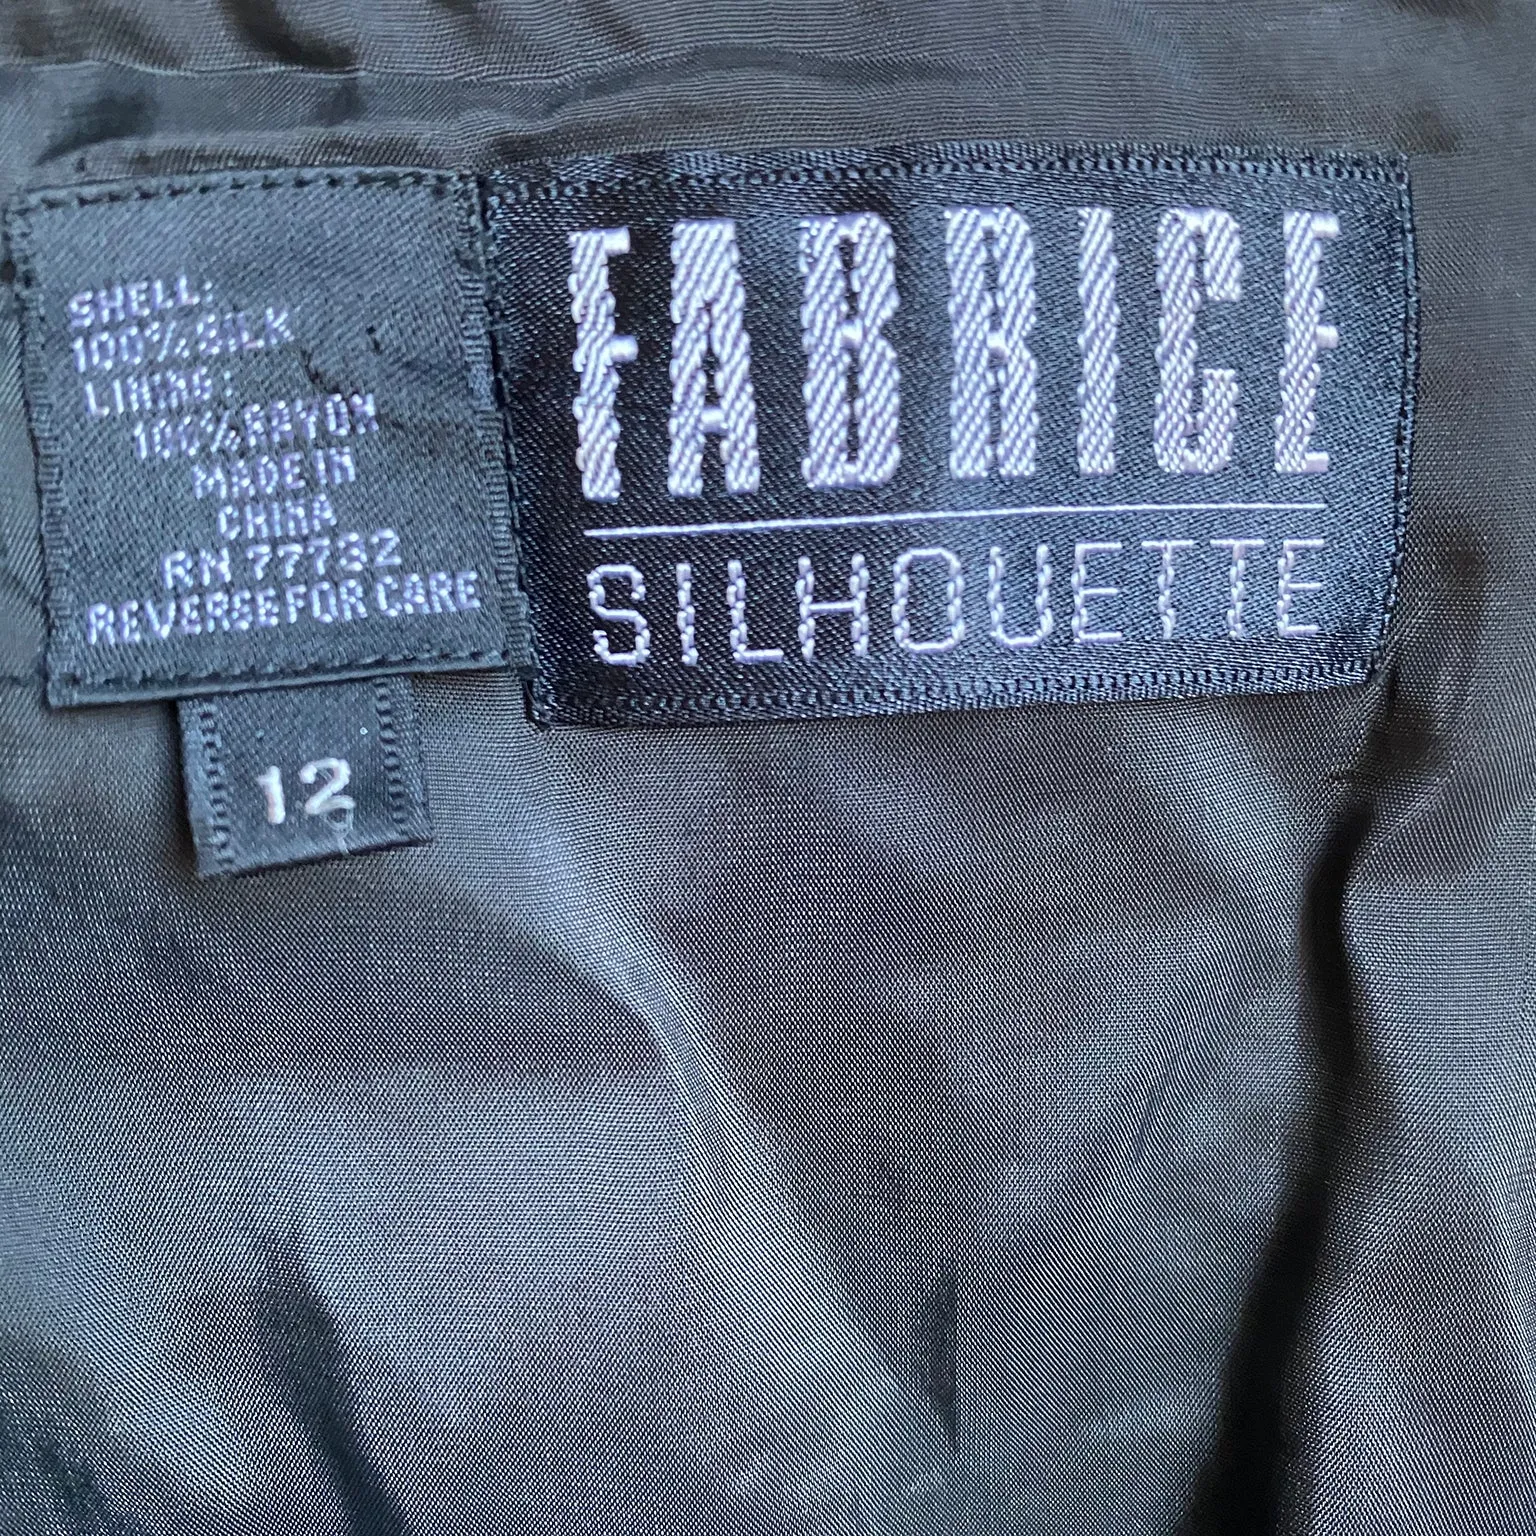 SHELL:
100% SILK
LINING:
100% RAYON
MADE IN
CHINA
RN 77732
REVERSE FOR CARE
12
FABRICE
SILHOUETTE